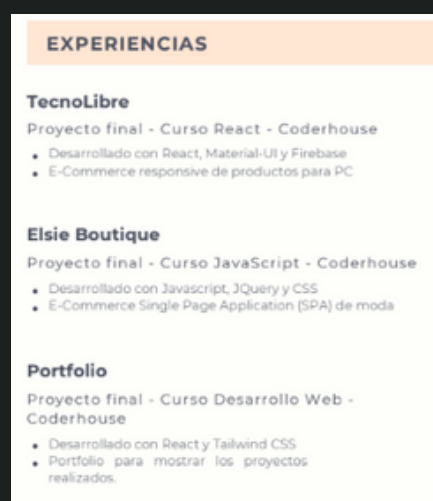 EXPERIENCIAS
TecnoLibre
Proyecto final - Curso React - Coderhouse
• Desarrollado con React, Material-UI y Firebase
• E-Commerce responsive de productos para PC
Elsie Boutique
Proyecto final - Curso JavaScript - Coderhouse
• Desarrollado con Javascript, JQuery y CSS
• E-Commerce Single Page Application (SPA) de moda
Portfolio
Proyecto final - Curso Desarrollo Web -
Coderhouse
• Desarrollado con React y Tailwind CSS
• Portfolio para mostrar los proyectos
realizados.